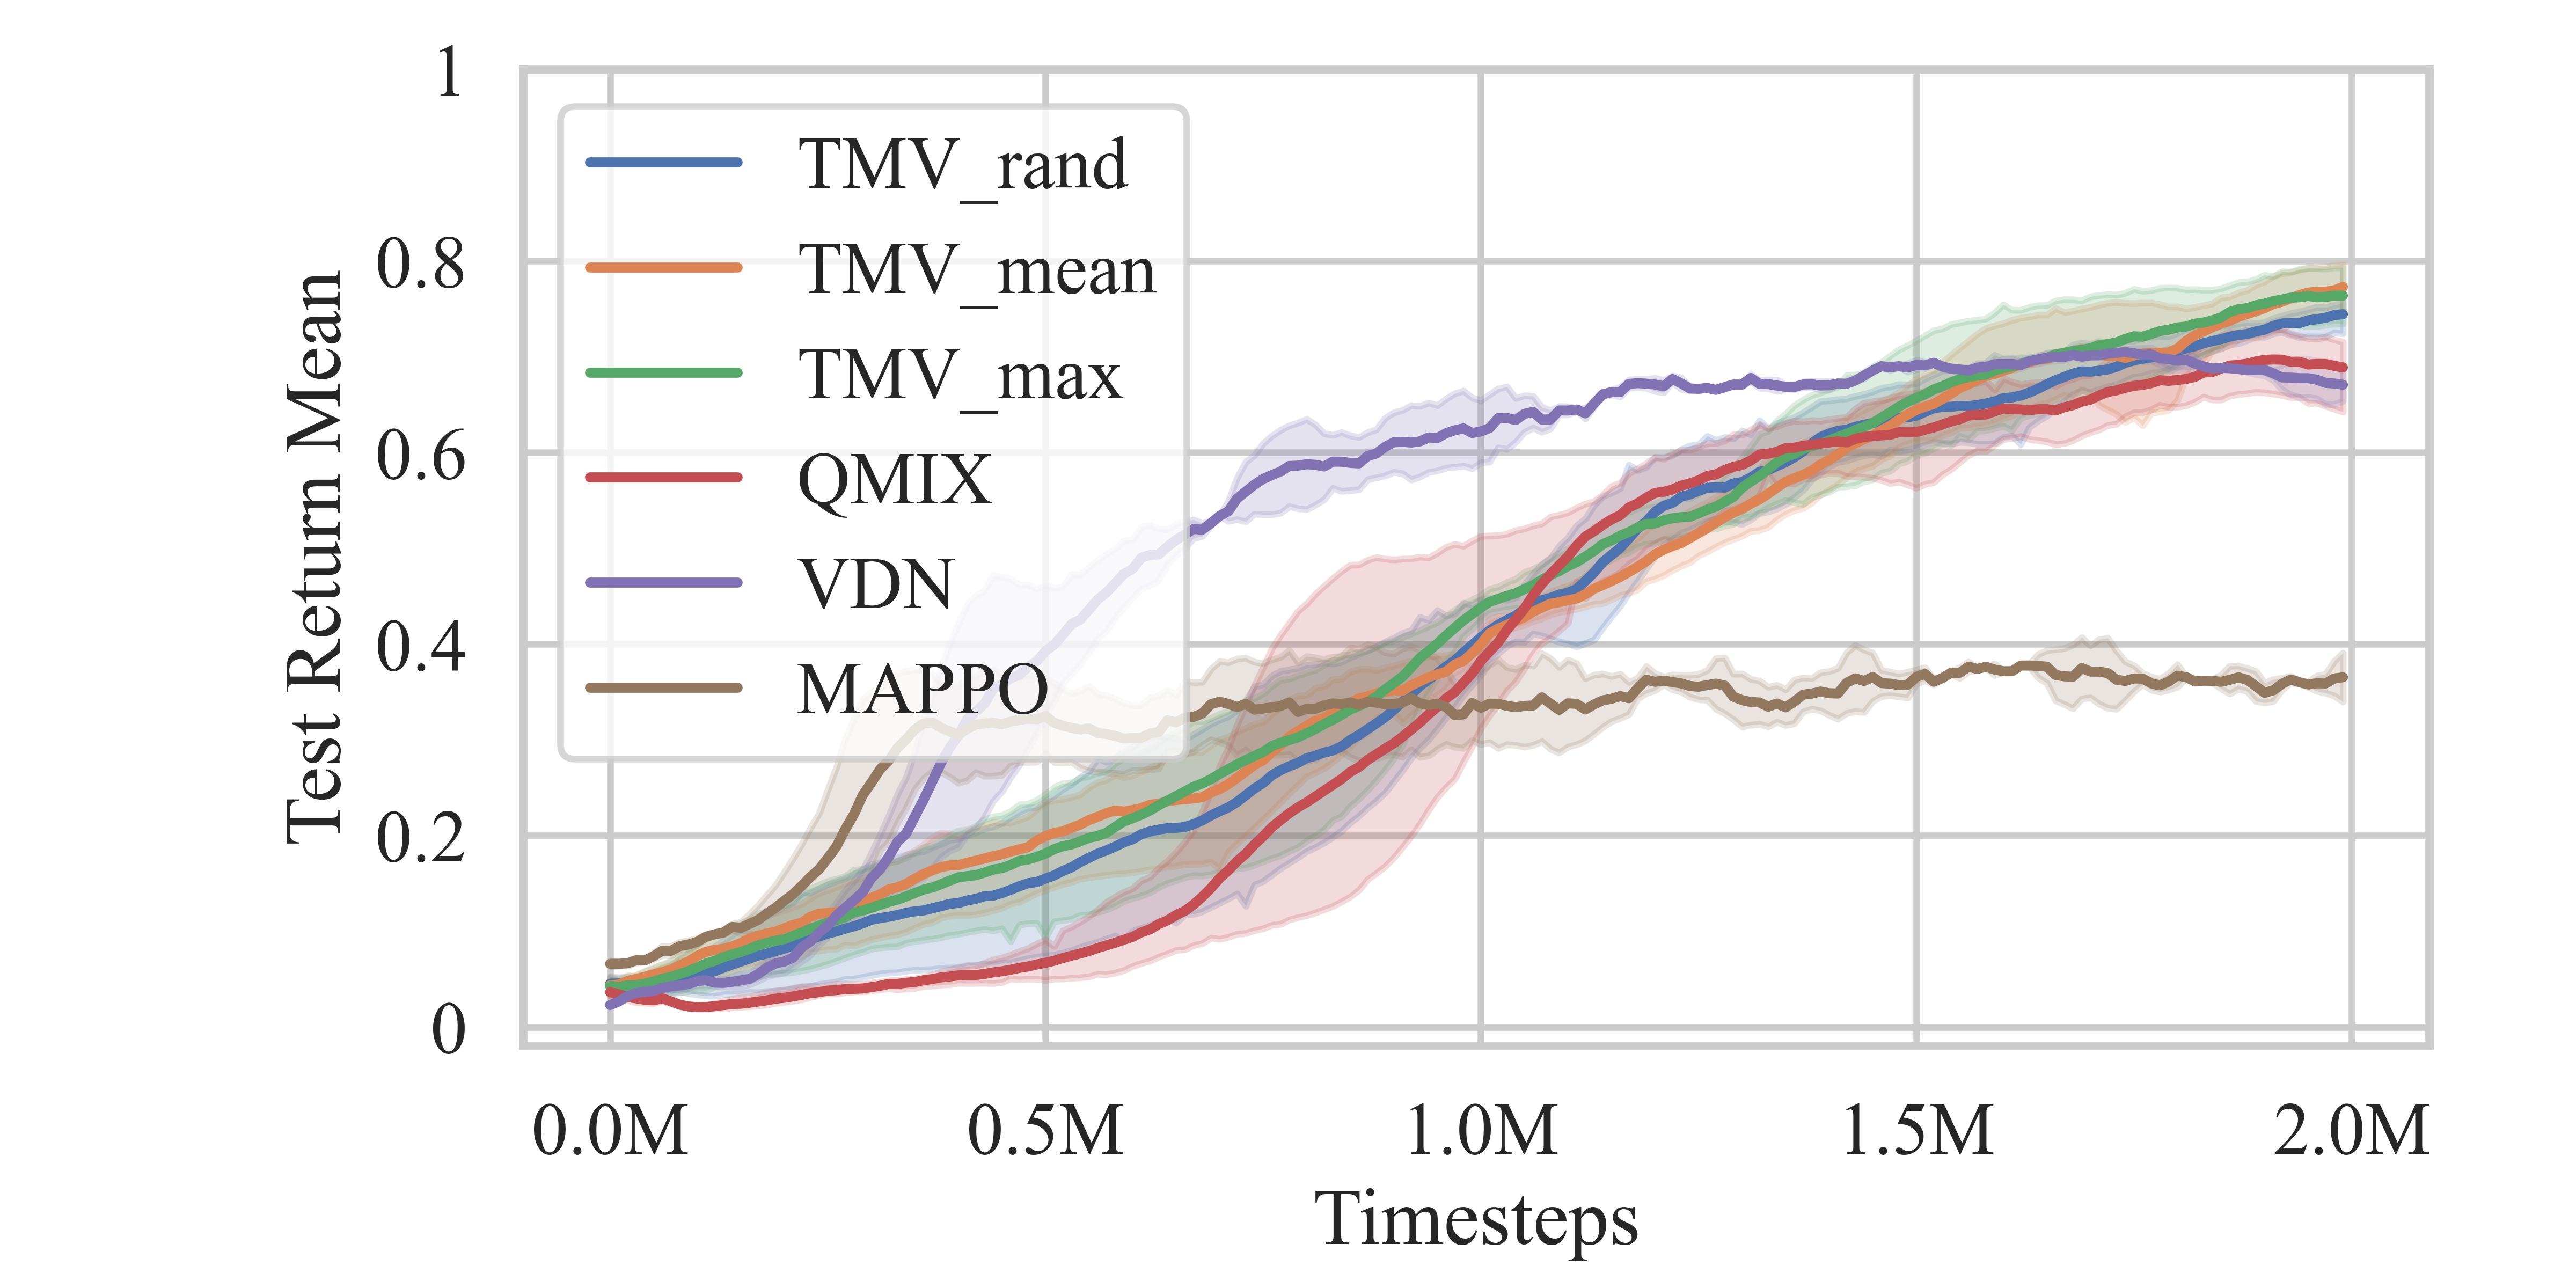 Test Return Mean
1
0.8
0.6
0.4
0.2
0
TMV_rand
TMV_mean
TMV_max
QMIX
VDN
MAPPO
0.0M 0.5M 1.0M 1.5M 2.0M
Timesteps